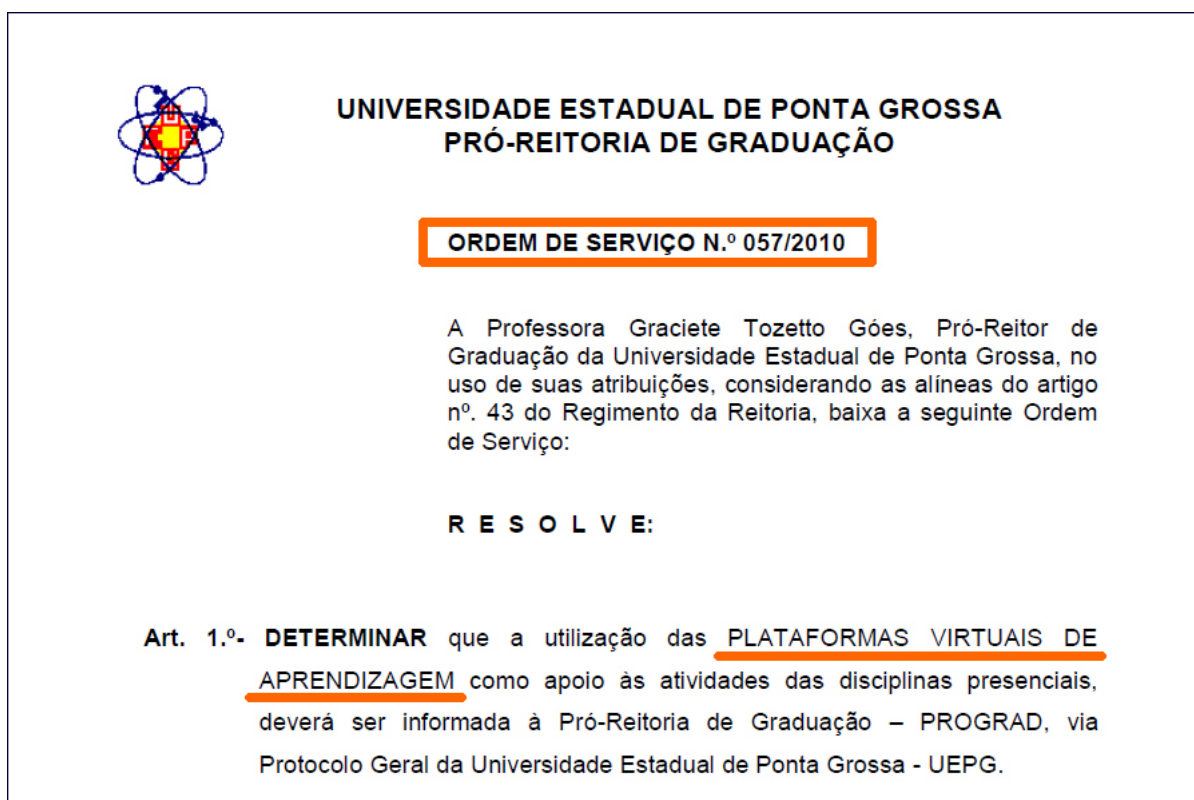 UNIVERSIDADE ESTADUAL DE PONTA GROSSA
PRÓ-REITORIA DE GRADUAÇÃO
ORDEM DE SERVIÇO N.º 057/2010
A Professora Graciete Tozetto Góes, Pró-Reitor de
Graduação da Universidade Estadual de Ponta Grossa, no
uso de suas atribuições, considerando as alíneas do artigo
nº. 43 do Regimento da Reitoria, baixa a seguinte Ordem
de Serviço:
R E S O L V E:
Art. 1.º- DETERMINAR que a utilização das PLATAFORMAS VIRTUAIS DE
APRENDIZAGEM como apoio às atividades das disciplinas presenciais,
deverá ser informada à Pró-Reitoria de Graduação – PROGRAD, via
Protocolo Geral da Universidade Estadual de Ponta Grossa - UEPG.